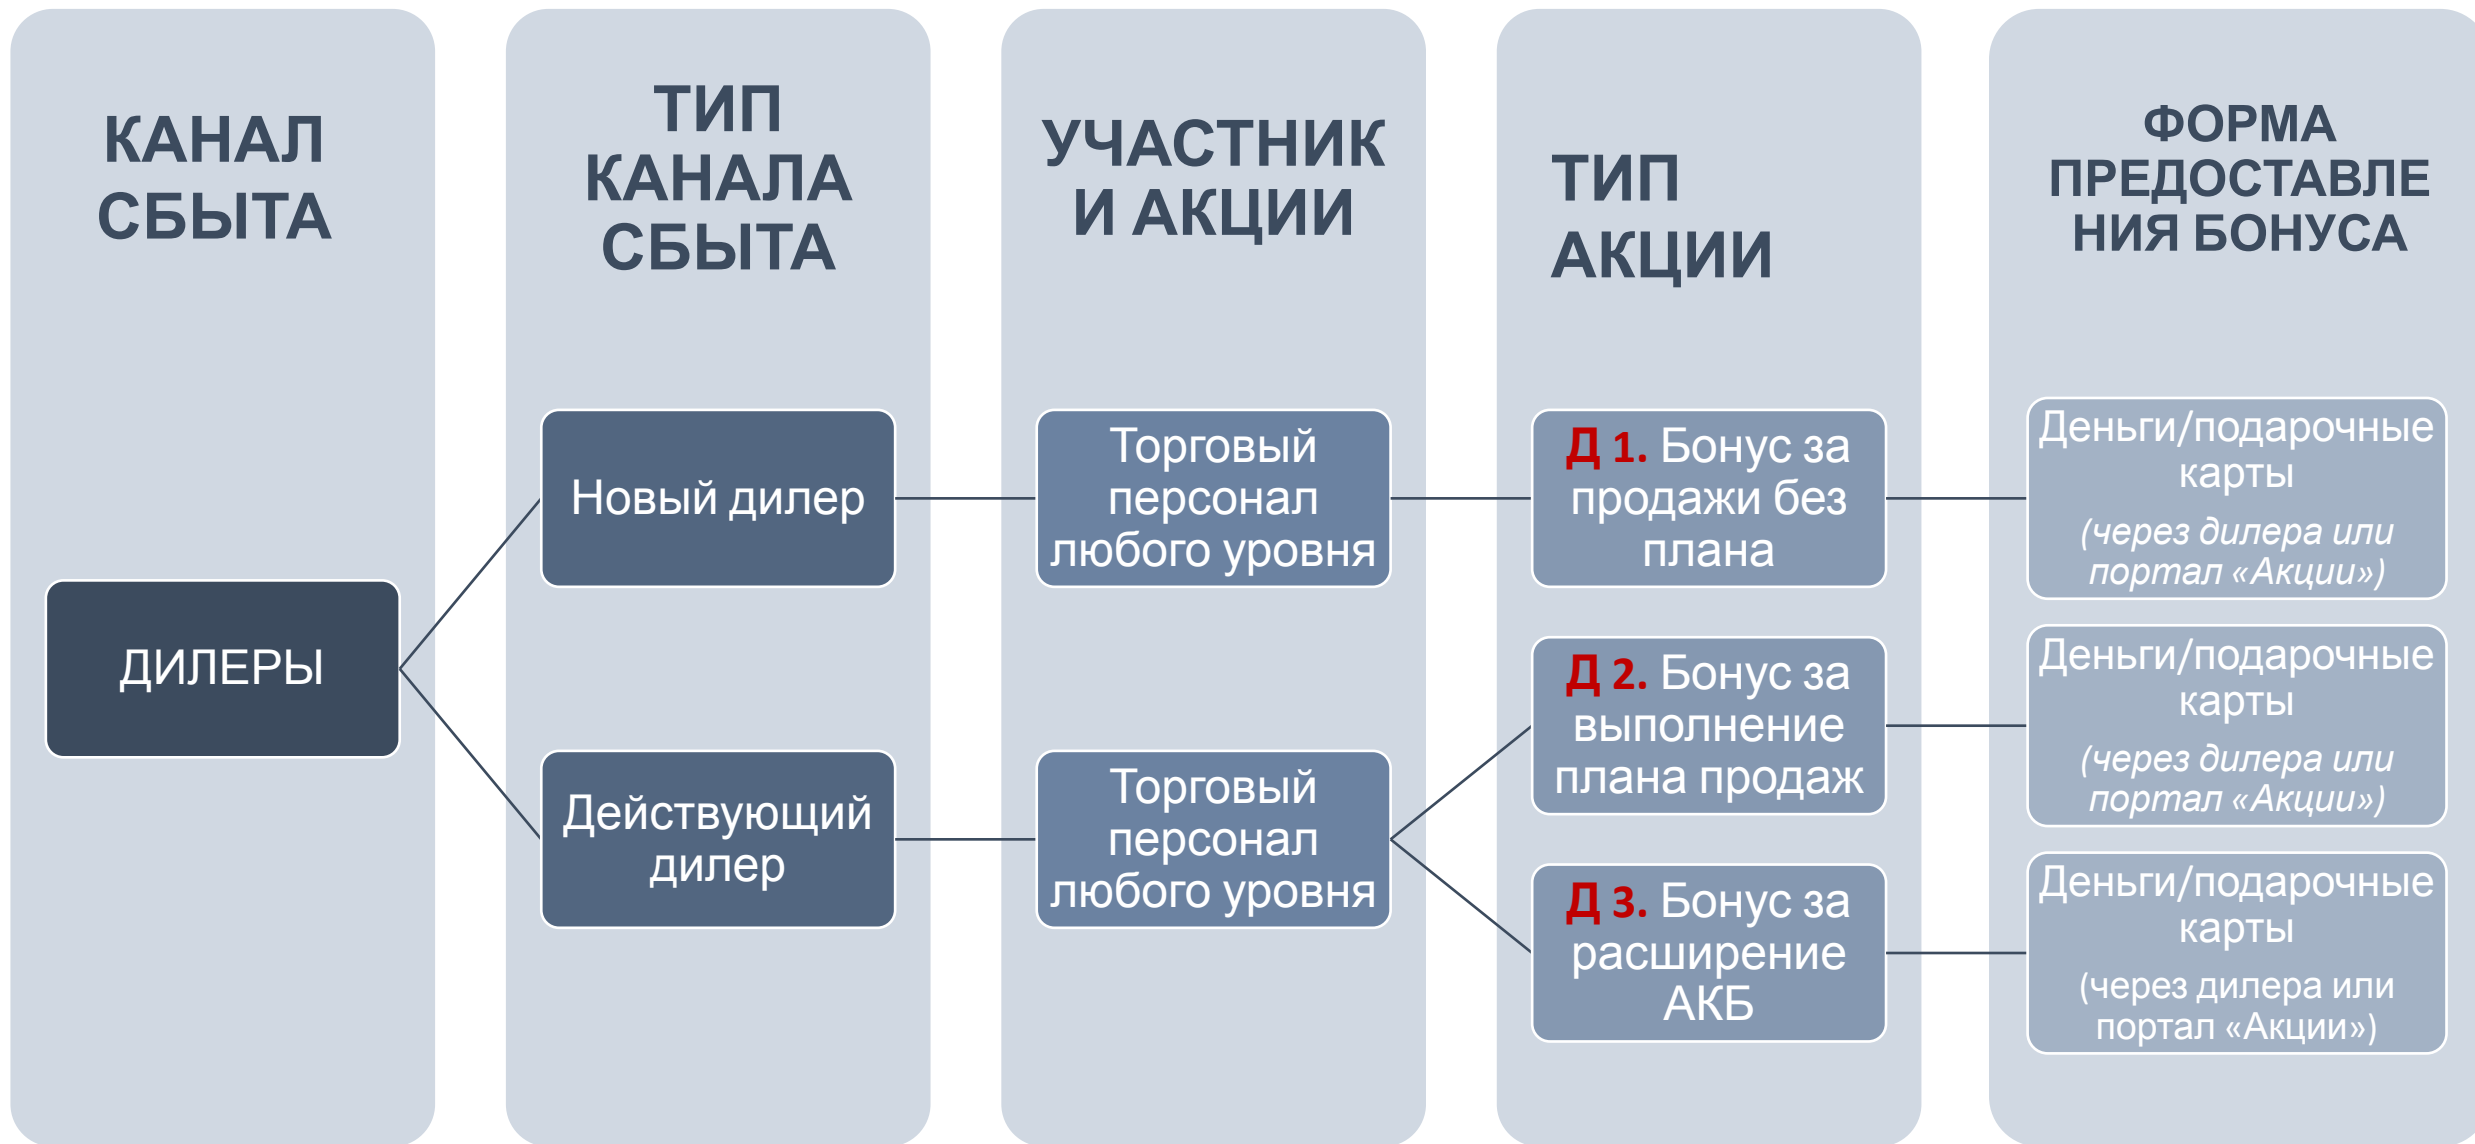 КАНАЛ
СБЫТА
ТИП
КАНАЛА
СБЫТА
УЧАСТНИК
И АКЦИИ
ТИП
АКЦИИ
ФОРМА
ПРЕДОСТАВЛЕ
НИЯ БОНУСА
ДИЛЕРЫ
Новый дилер
Торговый
персонал
любого уровня
Д 1. Бонус за
продажи без
плана
Деньги/подарочные
карты
(через дилера или
портал «Акции»)
Действующий
дилер
Торговый
персонал
любого уровня
Д 2. Бонус за
выполнение
плана продаж
Деньги/подарочные
карты
(через дилера или
портал «Акции»)
Д 3. Бонус за
расширение
АКБ
Деньги/подарочные
карты
(через дилера или
портал «Акции»)